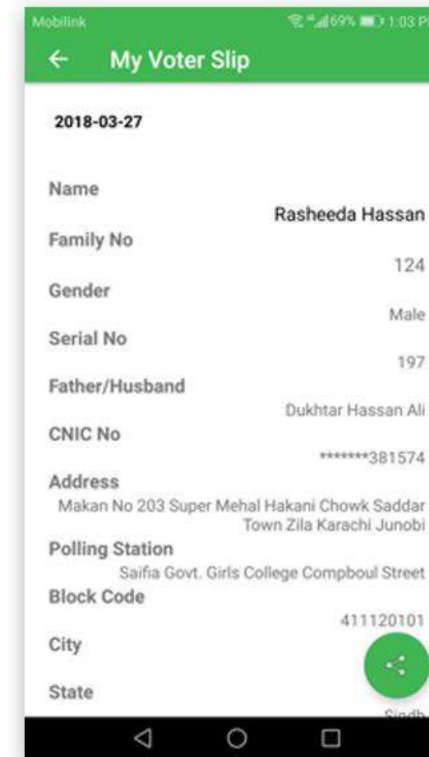 Mobilink 69% 1:03 P
My Voter Slip
2018-03-27
Name
Rasheeda Hassan
Family No
124
Gender
Male
Serial No
197
Father/Husband
Dukhtar Hassan Ali
CNIC No
*******381574
Address
Makan No 203 Super Mehal Hakani Chowk Saddar
Town Zila Karachi Junobi
Polling Station
Saifia Govt. Girls College Compboul Street
Block Code
411120101
City
State
Sindh